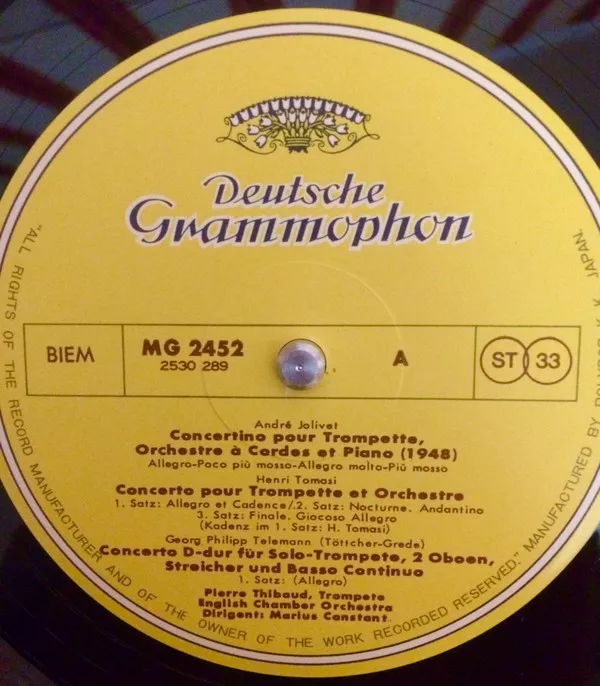 Deutsche
Grammophon
BIEM
MG 2452
2530 289
A
ST 33
André Jolivet
Concertino pour Trompette,
Orchestre à Cordes et Piano (1948)
Allegro-Poco più mosso-Allegro molto-Più mosso
Henri Tomasi
Concerto pour Trompette et Orchestre
1. Satz: Allegro et Cadence/.2. Satz: Nocturne. Andantino
3. Satz: Finale. Giocoso Allegro
(Kadenz im 1. Satz: H. Tomasi)
Georg Philipp Telemann (Töttcher-Grede)
Concerto D-dur für Solo-Trompete, 2 Oboen,
Streicher und Basso Continuo
1. Satz: (Allegro)
Pierre Thibaud, Trompete
English Chamber Orchestra
Dirigent: Marius Constant
"ALL RIGHTS OF THE RECORD MANUFACTURER AND OF THE OWNER OF THE WORK RECORDED RESERVED." MANUFACTURED BY K. K. JAPAN.